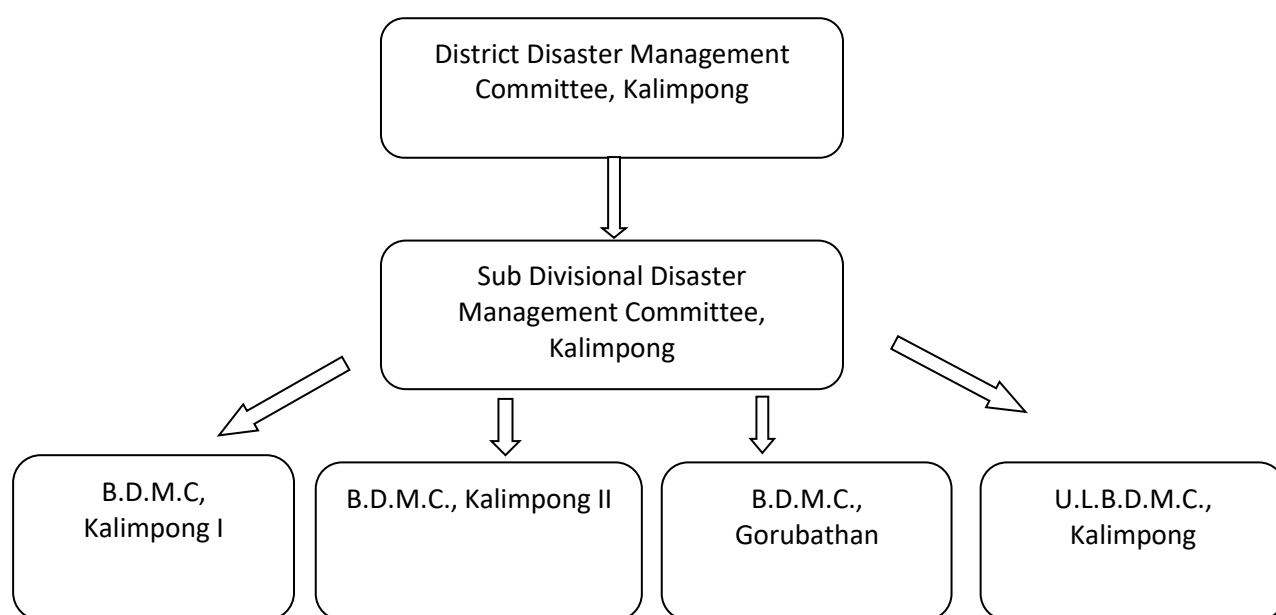 District Disaster Management
Committee, Kalimpong
Sub Divisional Disaster
Management Committee,
Kalimpong
B.D.M.C,
Kalimpong I
B.D.M.C., Kalimpong II
B.D.M.C.,
Gorubathan
U.L.B.D.M.C.,
Kalimpong